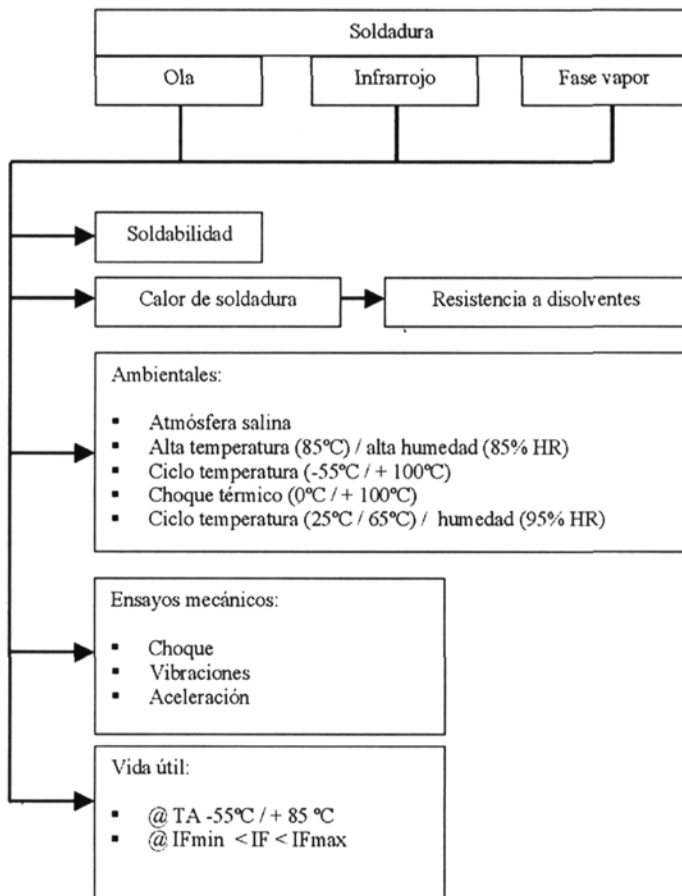 Soldadura
Ola
Infrarrojo
Fase vapor
Soldabilidad
Calor de soldadura
Resistencia a disolventes
Ambientales:
▪ Atmósfera salina
▪ Alta temperatura (85ºC) / alta humedad (85% HR)
▪ Ciclo temperatura (-55ºC / + 100ºC)
▪ Choque térmico (0ºC / + 100ºC)
▪ Ciclo temperatura (25ºC / 65ºC) / humedad (95% HR)
Ensayos mecánicos:
▪ Choque
▪ Vibraciones
▪ Aceleración
Vida útil:
▪ @ TA -55ºC / + 85 ºC
▪ @ IFmin < IF < IFmax